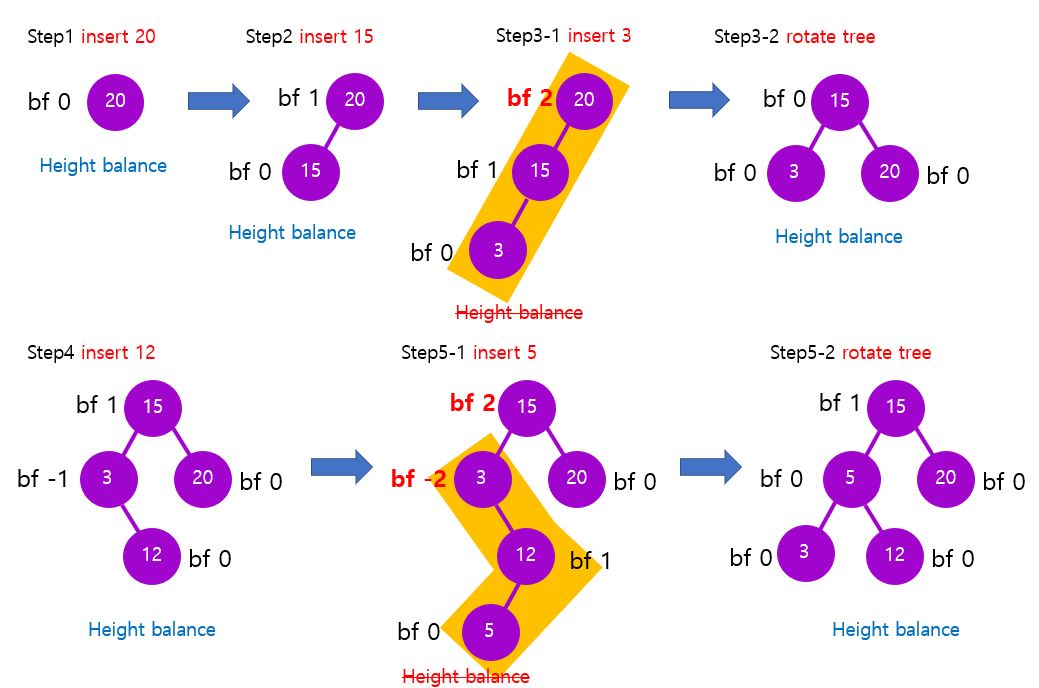 Step1 insert 20
bf 0
20
Height balance
Step2 insert 15
bf 1
20
bf 0
15
Height balance
Step3-1 insert 3
bf 2
20
bf 1
15
bf 0
3
Height balance
Step3-2 rotate tree
bf 0
15
bf 0
3
20
bf 0
Height balance
Step4 insert 12
bf 1
15
bf -1
3
20
bf 0
12
bf 0
Height balance
Step5-1 insert 5
bf 2
15
bf -2
3
20
bf 0
12
bf 1
bf 0
5
Height balance
Step5-2 rotate tree
bf 1
15
bf 0
5
20
bf 0
bf 0
3
12
bf 0
Height balance